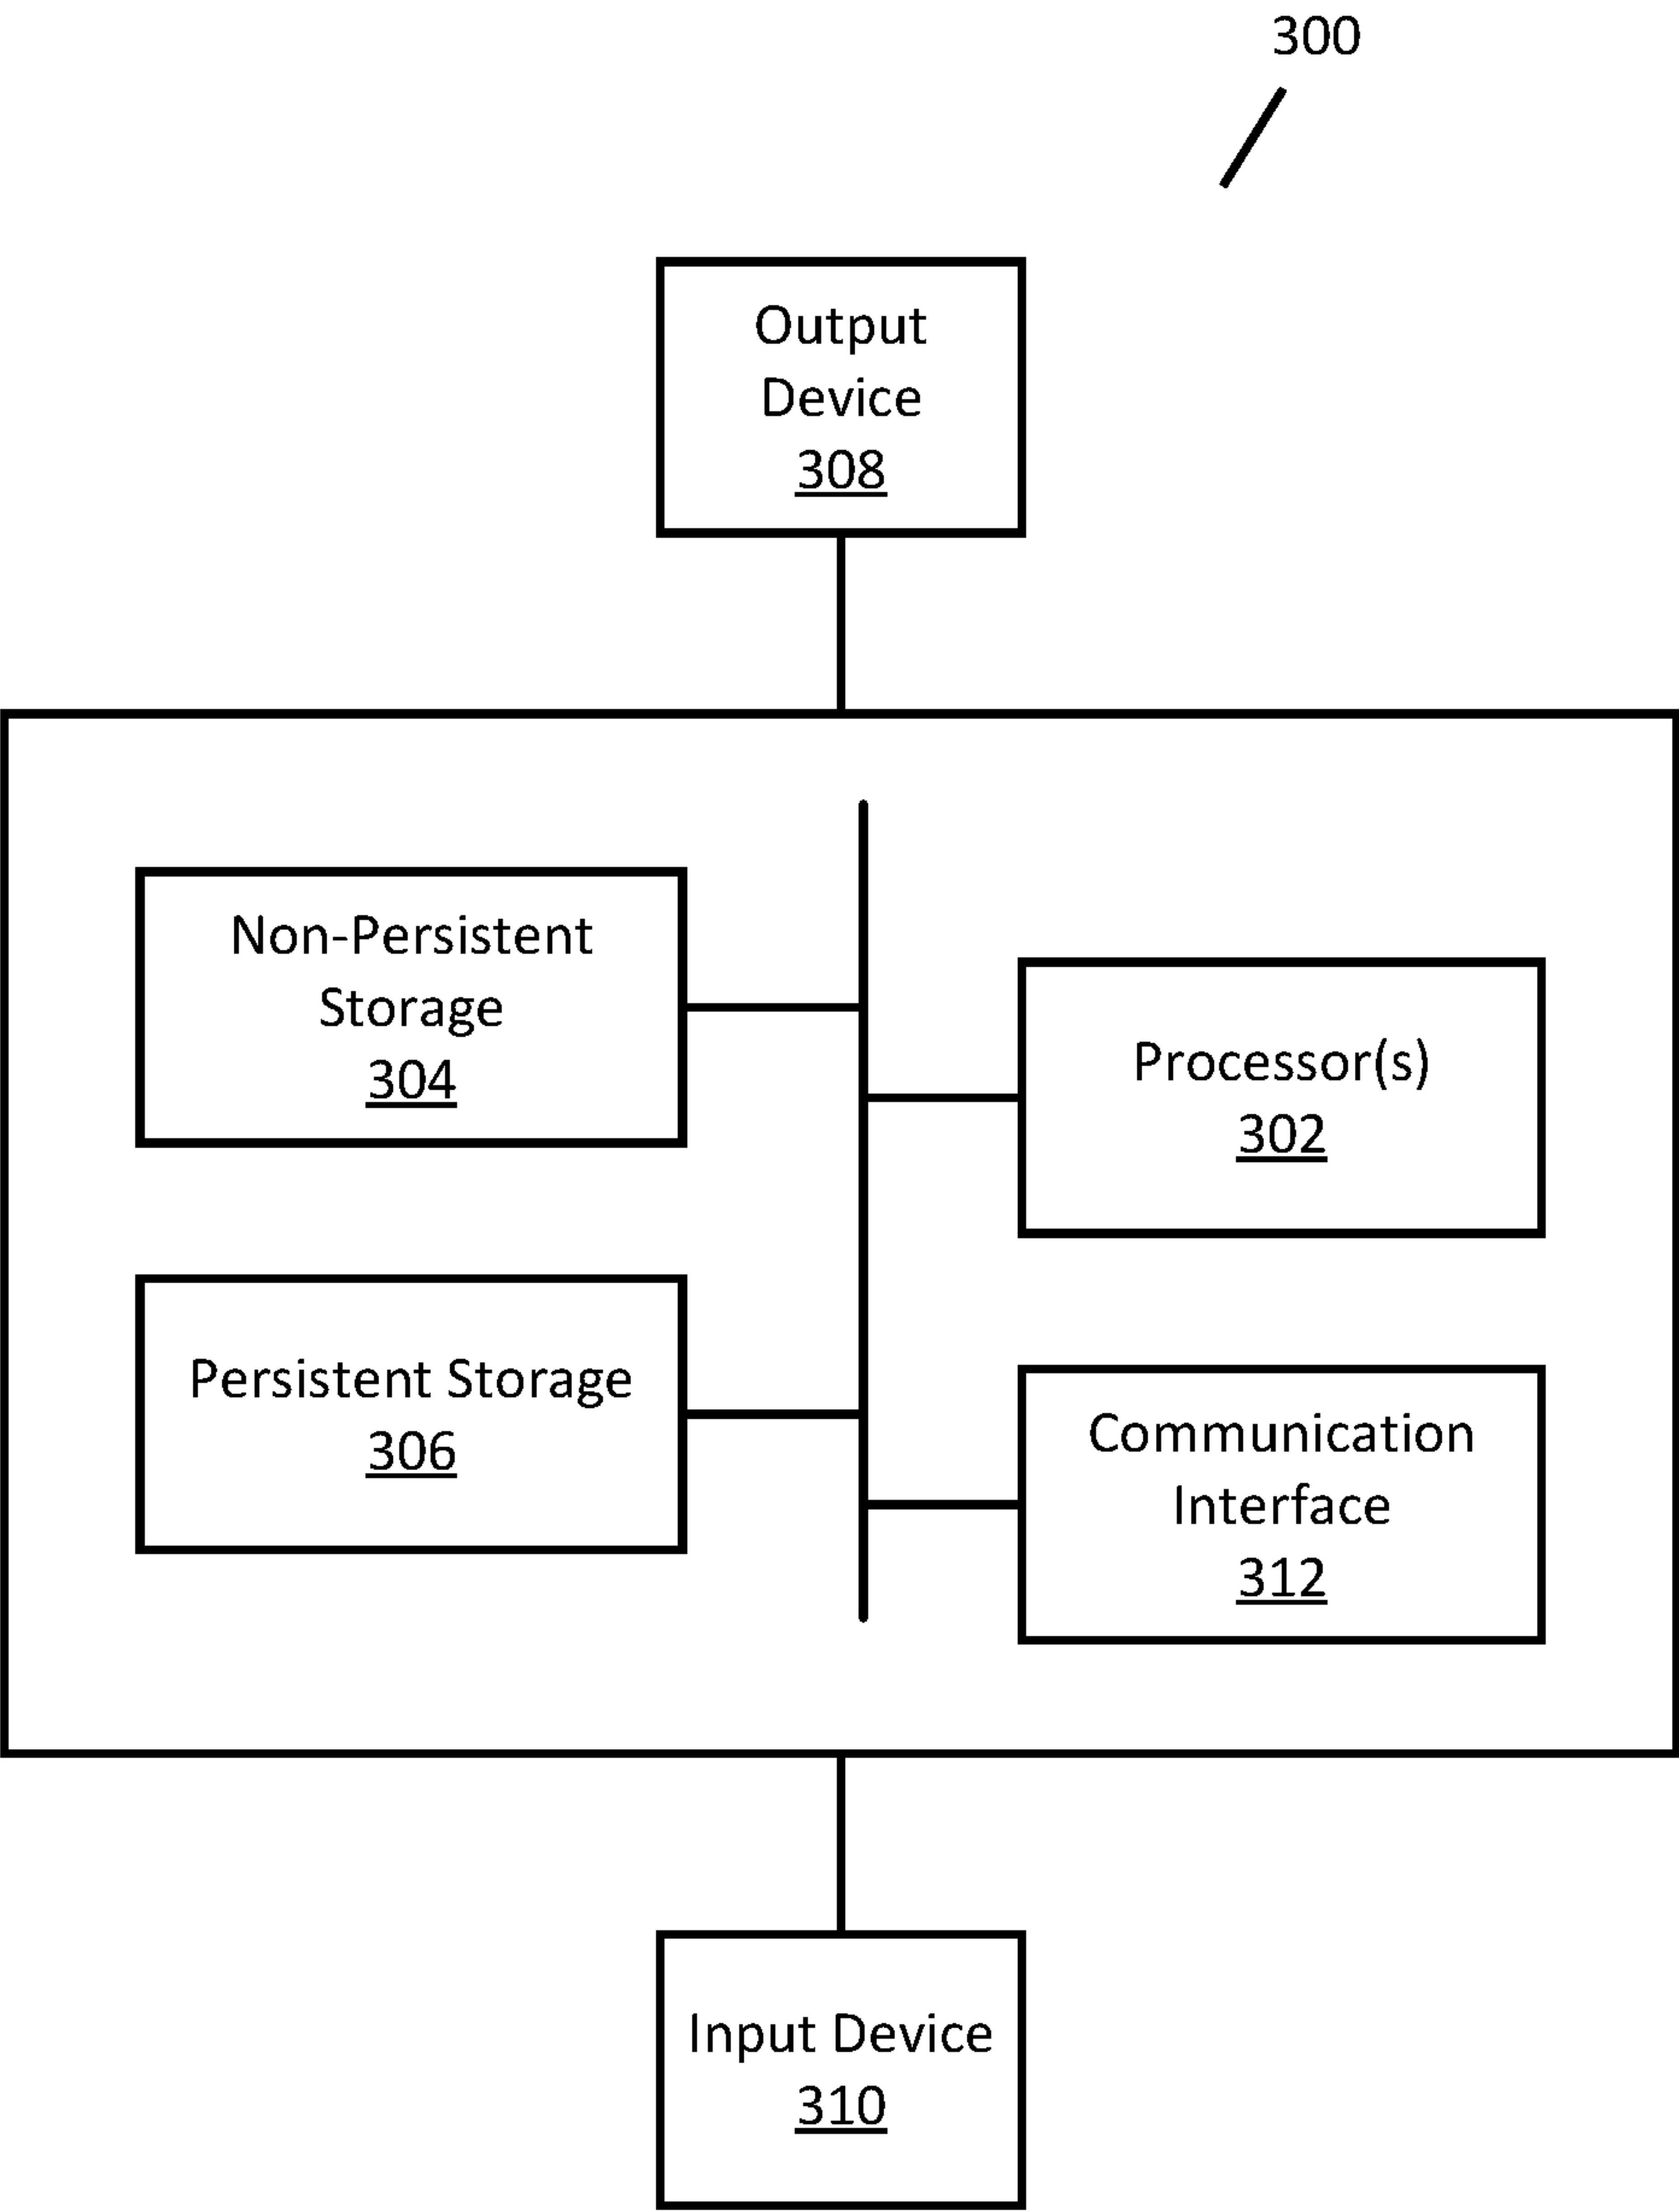 300
Output
Device
308
Non-Persistent
Storage
304
Processor(s)
302
Persistent Storage
306
Communication
Interface
312
Input Device
310